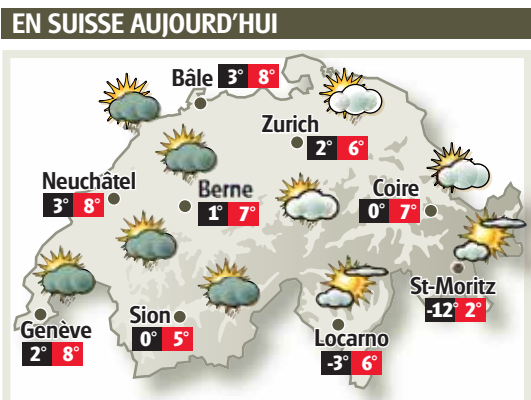 EN SUISSE AUJOURD'HUI
Bâle 3° 8°
Zurich
2° 6°
Neuchâtel
3° 8°
Berne
1° 7°
Coire
0° 7°
St-Moritz
-12° 2°
Genève
2° 8°
Sion
0° 5°
Locarno
-3° 6°